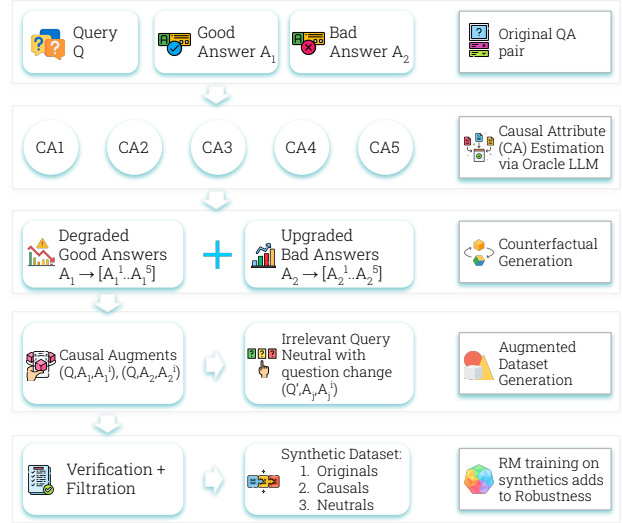 Query
Q
Good
Answer A₁
Bad
Answer A₂
Original QA
pair
CA1
CA2
CA3
CA4
CA5
Causal Attribute
(CA) Estimation
via Oracle LLM
Degraded
Good Answers
A₁ → [A₁¹..A₁⁵]
+
Upgraded
Bad Answers
A₂ → [A₂¹..A₂⁵]
Counterfactual
Generation
Causal Augments
(Q,A₁,A₁ⁱ), (Q,A₂,A₂ⁱ)
Irrelevant Query
Neutral with
question change
(Q',Aⱼ,Aⱼⁱ)
Augmented
Dataset
Generation
Verification +
Filtration
Synthetic Dataset:
1. Originals
2. Causals
3. Neutrals
RM training on
synthetics adds
to Robustness